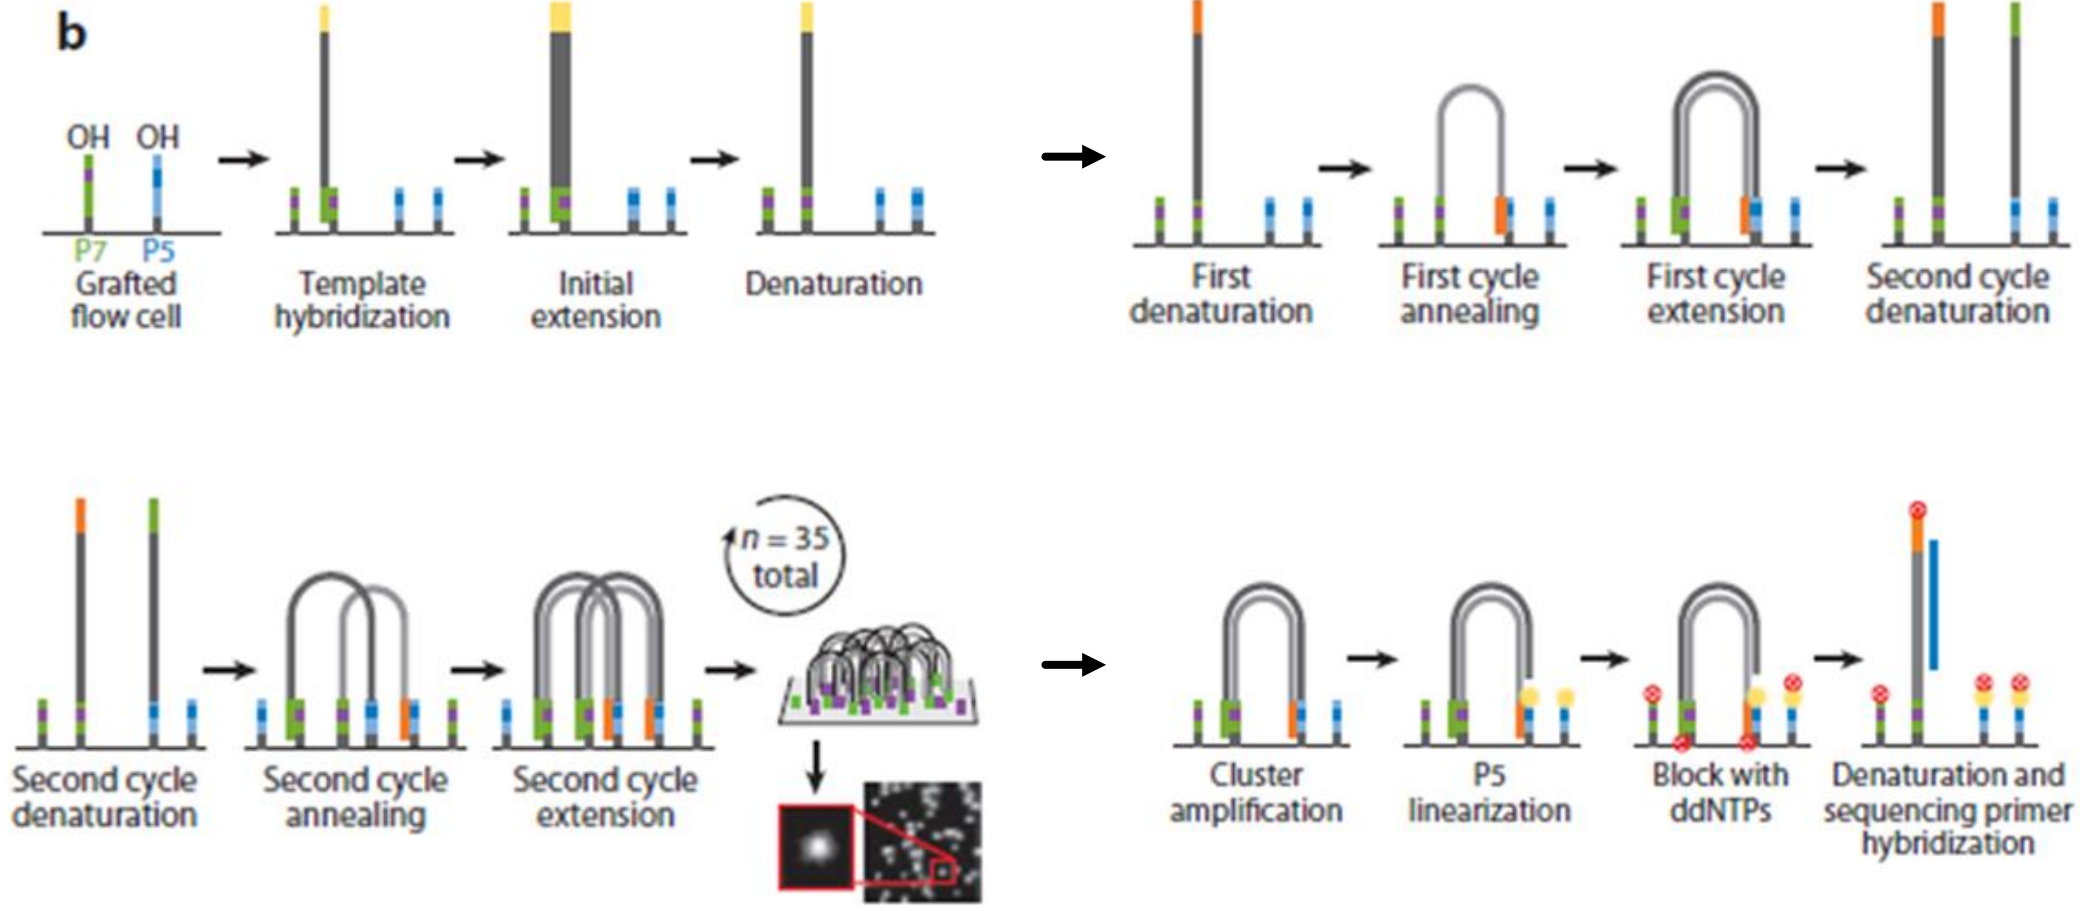 b
OH OH
P7 P5
Grafted
flow cell
Template
hybridization
Initial
extension
Denaturation
First
denaturation
First cycle
annealing
First cycle
extension
Second cycle
denaturation
n = 35
total
Second cycle
denaturation
Second cycle
annealing
Second cycle
extension
Cluster
amplification
P5
linearization
Block with
ddNTPs
Denaturation and
sequencing primer
hybridization